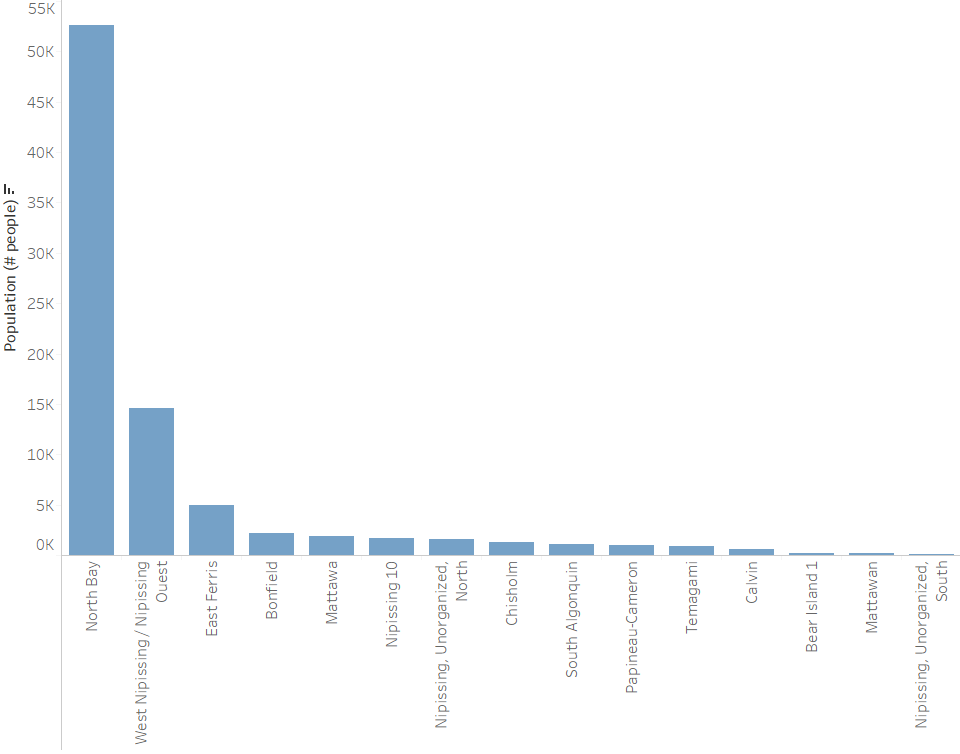 55K
50K
45K
40K
35K
30K
25K
20K
15K
10K
5K
0K
Population (# people)
North Bay
West Nipissing / Nipissing
Ouest
East Ferris
Bonfield
Mattawa
Nipissing 10
Nipissing, Unorganized,
North
Chisholm
South Algonquin
Papineau-Cameron
Temagami
Calvin
Bear Island 1
Mattawan
Nipissing, Unorganized,
South